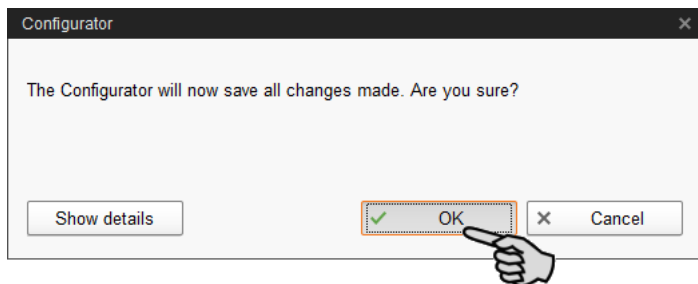 Configurator
The Configurator will now save all changes made. Are you sure?
Show details
OK
Cancel